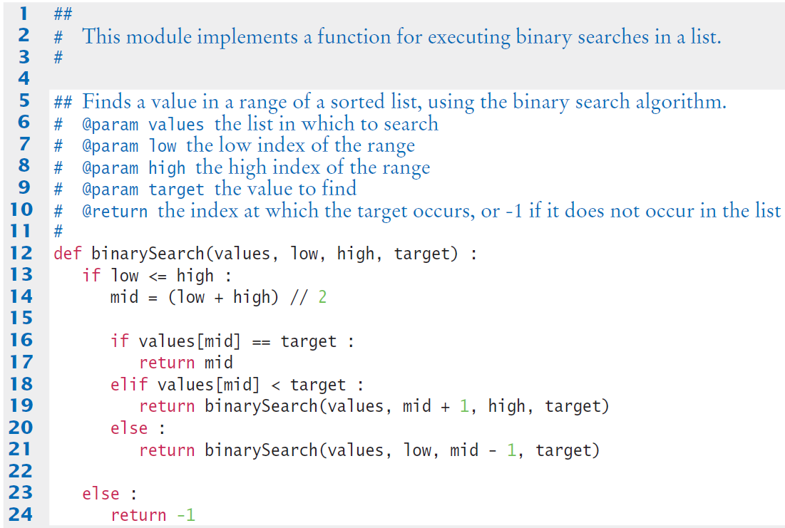 1 ##
2 # This module implements a function for executing binary searches in a list.
3 #
4
5 ## Finds a value in a range of a sorted list, using the binary search algorithm.
6 # @param values the list in which to search
7 # @param low the low index of the range
8 # @param high the high index of the range
9 # @param target the value to find
10 # @return the index at which the target occurs, or -1 if it does not occur in the list
11 #
12 def binarySearch(values, low, high, target) :
13    if low <= high :
14       mid = (low + high) // 2
15
16       if values[mid] == target :
17          return mid
18       elif values[mid] < target :
19          return binarySearch(values, mid + 1, high, target)
20       else :
21          return binarySearch(values, low, mid - 1, target)
22
23    else :
24       return -1